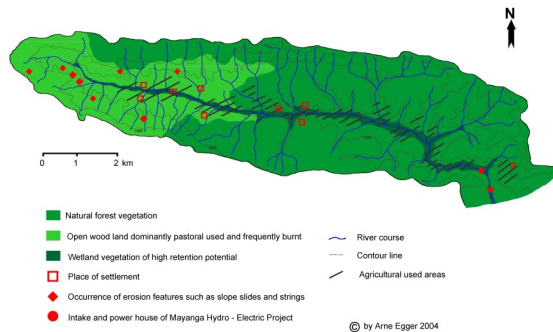 N
0 1 2 km
Natural forest vegetation
Open wood land dominantly pastoral used and frequently burnt
Wetland vegetation of high retention potential
Place of settlement
Occurrence of erosion features such as slope slides and strings
Intake and power house of Mayanga Hydro - Electric Project
River course
Contour line
Agricultural used areas
© by Arne Egger 2004